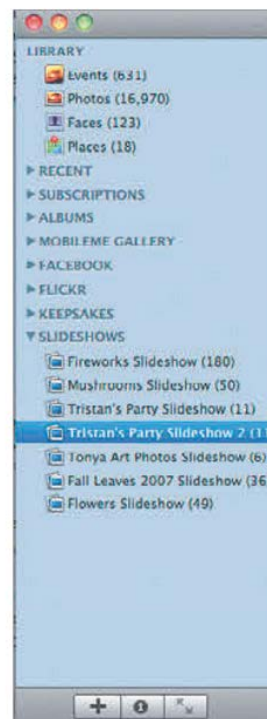 LIBRARY
Events (631)
Photos (16,970)
Faces (123)
Places (18)
RECENT
SUBSCRIPTIONS
ALBUMS
MOBILEME GALLERY
FACEBOOK
FLICKR
KEEPSAKES
SLIDESHOWS
Fireworks Slideshow (180)
Mushrooms Slideshow (50)
Tristan's Party Slideshow (11)
Tristan's Party Slideshow 2
Tonya Art Photos Slideshow (6)
Fall Leaves 2007 Slideshow (36
Flowers Slideshow (49)